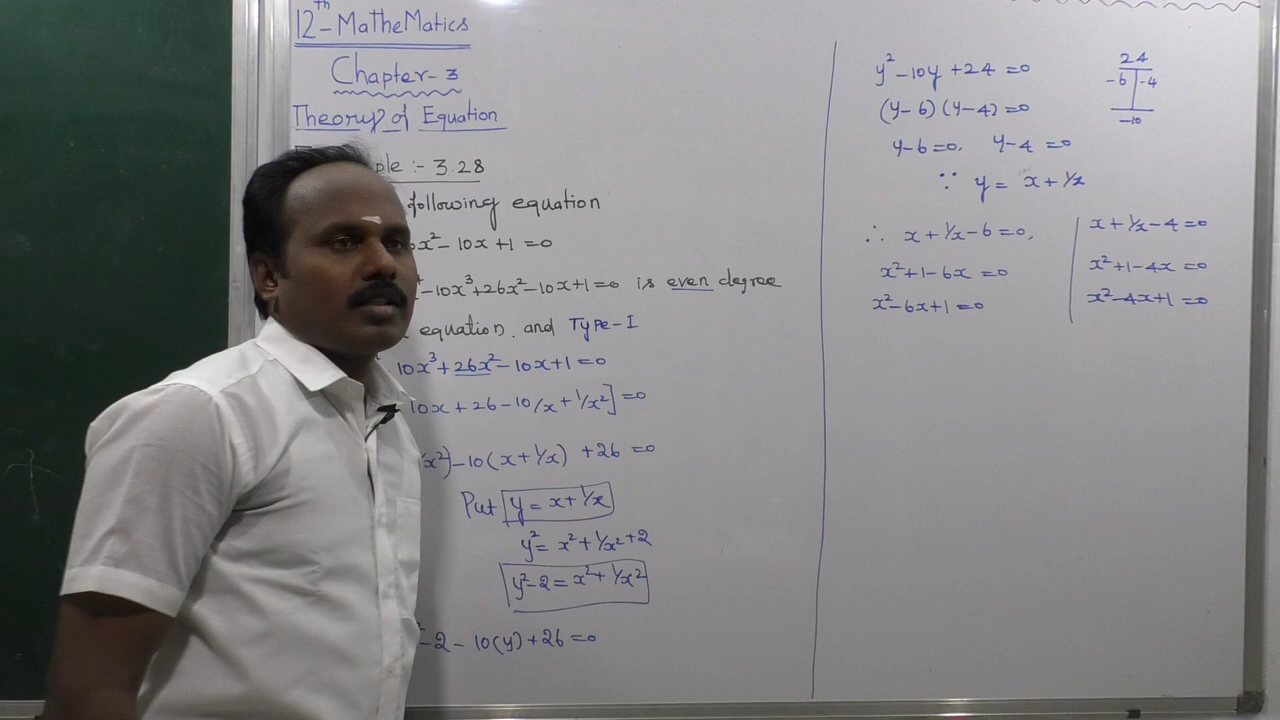 12th - MatheMatics
Chapter - 3
Theory of Equation
ple :- 3.28
following equation
6x² - 10x + 1 = 0
- 10x³ + 26x² - 10x + 1 = 0 is even degree
equation. and Type - I
10x³ + 26x² - 10x + 1 = 0
10x + 26 - 10/x + 1/x²] = 0
x²) - 10(x + 1/x) + 26 = 0
Put y = x + 1/x
y² = x² + 1/x² + 2
y² - 2 = x² + 1/x²
- 2 - 10(y) + 26 = 0
y² - 10y + 24 = 0
(y - 6)(y - 4) = 0
y - 6 = 0, y - 4 = 0
∵ y = x + 1/x
∴ x + 1/x - 6 = 0,
x² + 1 - 6x = 0
x² - 6x + 1 = 0
x + 1/x - 4 = 0
x² + 1 - 4x = 0
x² - 4x + 1 = 0
24
-6 -4
-10